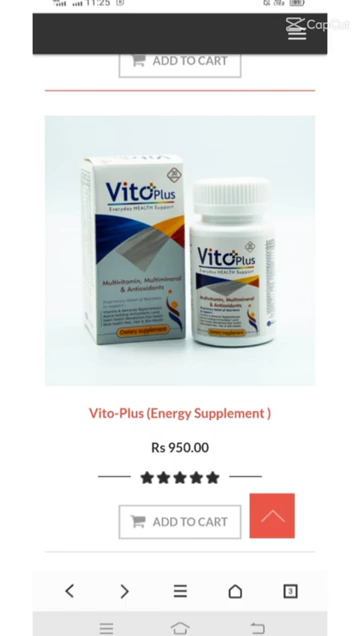 11:25
CapCut
ADD TO CART
Vito Plus
Everyday HEALTH Support
Multivitamin, Multimineral
& Antioxidants
Dietary supplement
Vito Plus
Everyday HEALTH Support
Multivitamin, Multimineral
& Antioxidants
Dietary supplement
Vito-Plus (Energy Supplement )
Rs 950.00
ADD TO CART
3